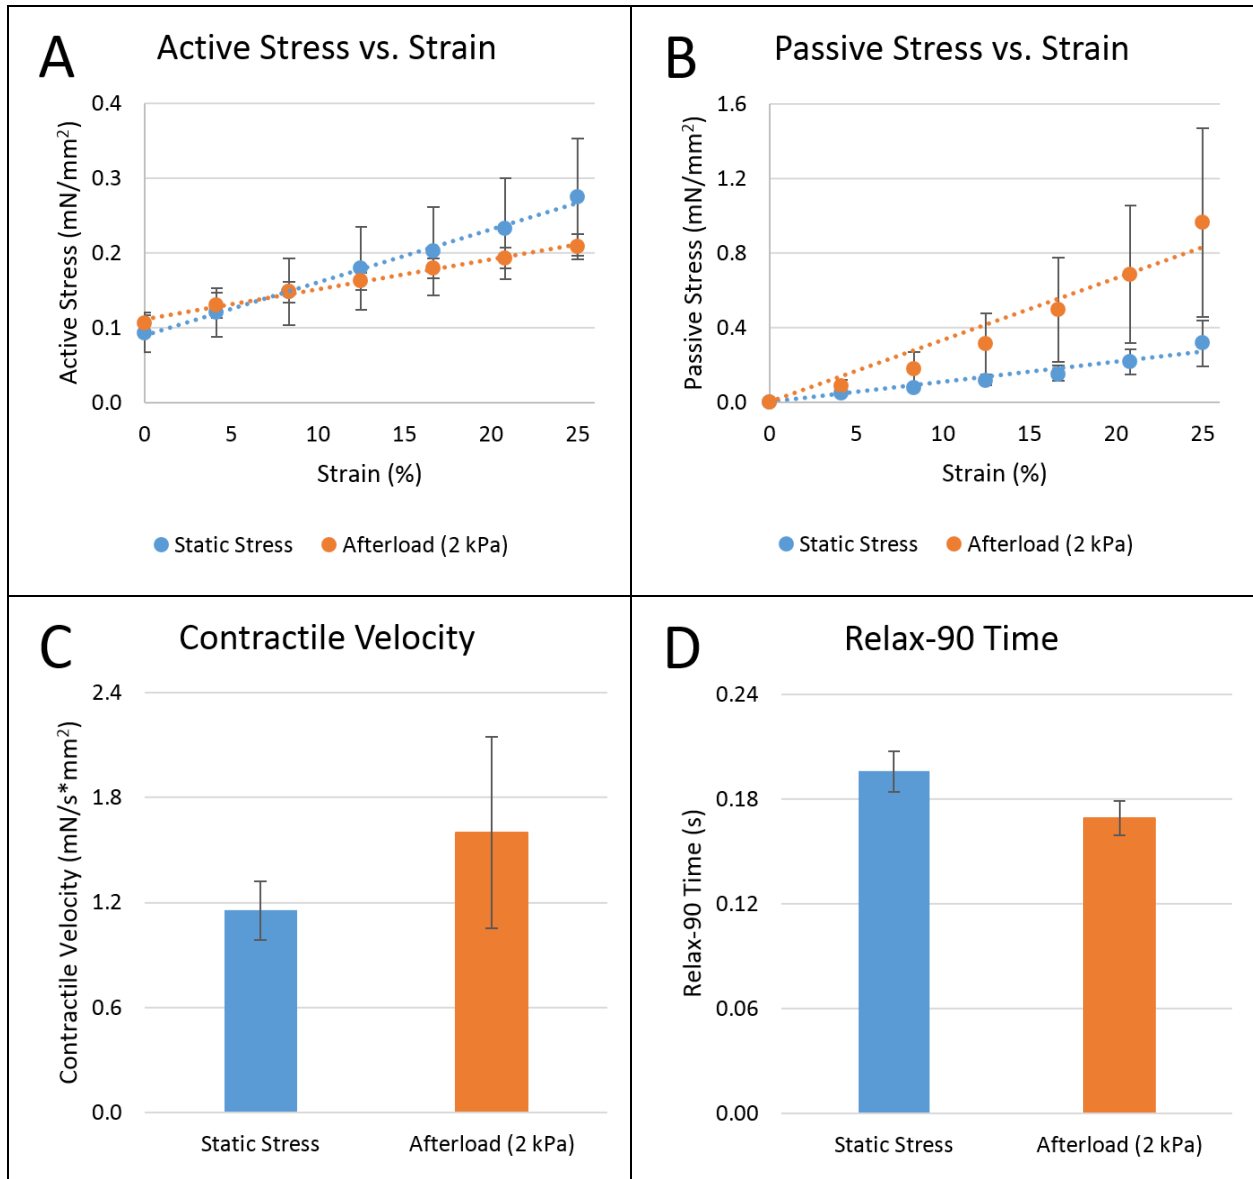 A
Active Stress vs. Strain
Active Stress (mN/mm²)
0.4
0.3
0.2
0.1
0.0
0 5 10 15 20 25
Strain (%)
Static Stress Afterload (2 kPa)
B
Passive Stress vs. Strain
Passive Stress (mN/mm²)
1.6
1.2
0.8
0.4
0.0
0 5 10 15 20 25
Strain (%)
Static Stress Afterload (2 kPa)
C
Contractile Velocity
Contractile Velocity (mN/s*mm²)
2.4
1.8
1.2
0.6
0.0
Static Stress Afterload (2 kPa)
D
Relax-90 Time
Relax-90 Time (s)
0.24
0.18
0.12
0.06
0.00
Static Stress Afterload (2 kPa)